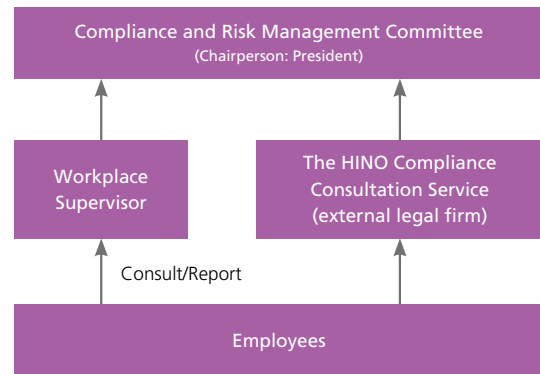 Compliance and Risk Management Committee
(Chairperson: President)
Workplace
Supervisor
The HINO Compliance
Consultation Service
(external legal firm)
Consult/Report
Employees